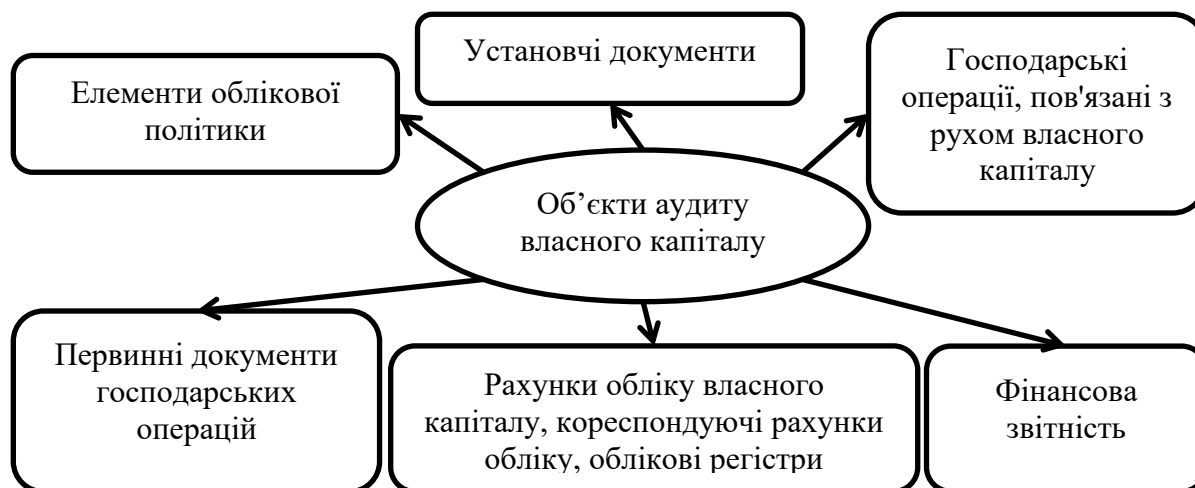 Елементи облікової
політики
Установчі документи
Господарські
операції, пов'язані з
рухом власного
капіталу
Об’єкти аудиту
власного капіталу
Первинні документи
господарських
операцій
Рахунки обліку власного
капіталу, кореспондуючі рахунки
обліку, облікові регістри
Фінансова
звітність